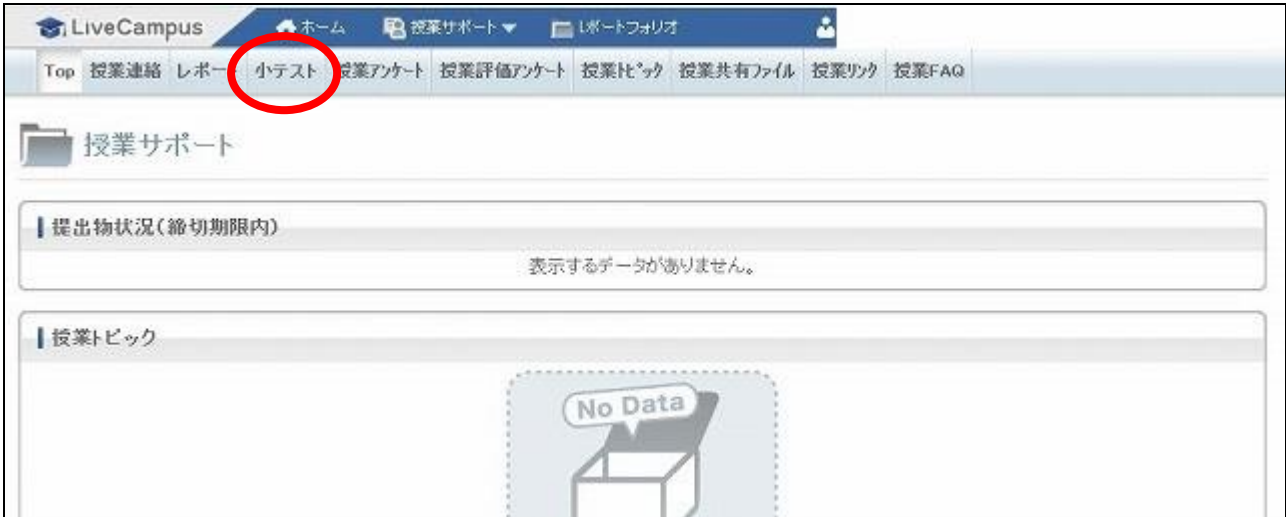 LiveCampus ホーム 授業サポート▼ レポートフォリオ
Top 授業連絡 レポート 小テスト 授業アンケート 授業評価アンケート 授業トピック 授業共有ファイル 授業リンク 授業FAQ
授業サポート
提出物状況(締切期限内)
表示するデータがありません。
授業トピック
No Data